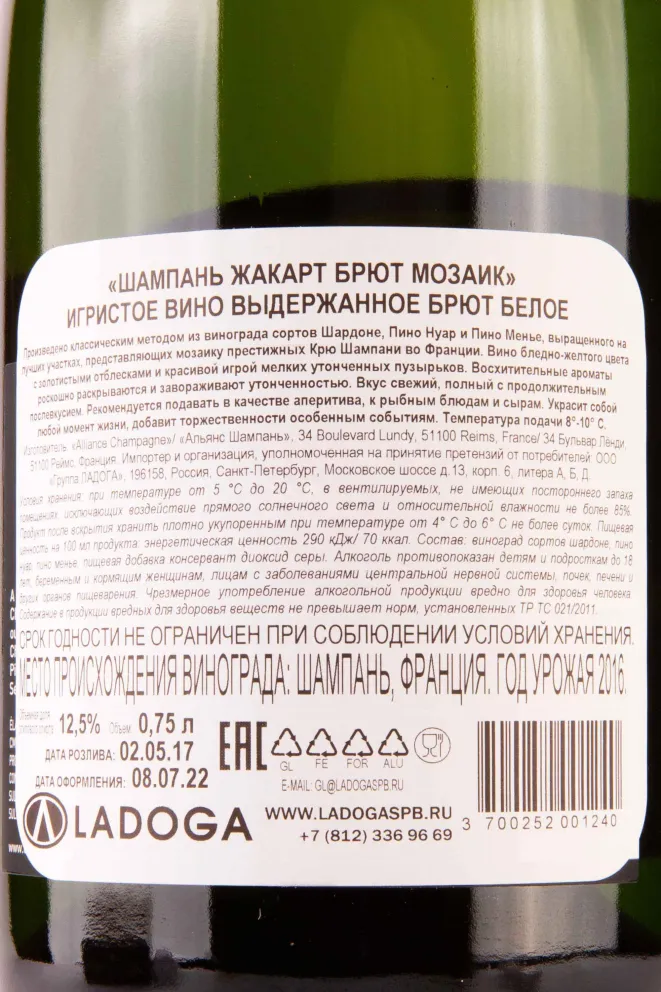 «ШАМПАНЬ ЖАКАРТ БРЮТ МОЗАИК»
ИГРИСТОЕ ВИНО ВЫДЕРЖАННОЕ БРЮТ БЕЛОЕ
Произведено классическим методом из винограда сортов Шардоне, Пино Нуар и Пино Менье, выращенного на
лучших участках, представляющих мозаику престижных Крю Шампани во Франции. Вино бледно-желтого цвета
с золотистыми отблесками и красивой игрой мелких утонченных пузырьков. Восхитительные ароматы
роскошно раскрываются и завораживают утонченностью. Вкус свежий, полный с продолжительным
послевкусием. Рекомендуется подавать в качестве аперитива, к рыбным блюдам и сырам. Украсит собой
любой момент жизни, добавит торжественности особенным событиям. Температура подачи 8°-10° С.
Изготовитель «Alliance Champagne»/ «Альянс Шампань», 34 Boulevard Lundy, 51100 Reims, France/ 34 Бульвар Ленди,
51100 Реймс, Франция. Импортер и организация, уполномоченная на принятие претензий от потребителей: ООО
«Группа ЛАДОГА», 196158, Россия, Санкт-Петербург, Московское шоссе д.13, корп. 6, литера А, Б, Д
Условия хранения: при температуре от 5 °С до 20 °С, в вентилируемых, не имеющих постороннего запаха
помещениях, исключающих воздействие прямого солнечного света и относительной влажности не более 85%.
Продукт после вскрытия хранить плотно укупоренным при температуре от 4° С до 6° С не более суток. Пищевая
ценность на 100 мл продукта: энергетическая ценность 290 кДж/ 70 ккал. Состав: виноград сортов шардоне, пино
нуар, пино менье, пищевая добавка консервант диоксид серы. Алкоголь противопоказан детям и подросткам до 18
лет, беременным и кормящим женщинам, лицам с заболеваниями центральной нервной системы, почек, печени и
других органов пищеварения. Чрезмерное употребление алкогольной продукции вредно для здоровья человека
Содержание в продукции вредных для здоровья веществ не превышает норм, установленных ТР ТС 021/2011.
СРОК ГОДНОСТИ НЕ ОГРАНИЧЕН ПРИ СОБЛЮДЕНИИ УСЛОВИЙ ХРАНЕНИЯ.
МЕСТО ПРОИСХОЖДЕНИЯ ВИНОГРАДА: ШАМПАНЬ, ФРАНЦИЯ. ГОД УРОЖАЯ 2016.
Объемная доля этилового спирта 12,5% Объем 0,75 л
ДАТА РОЗЛИВА: 02.05.17
ДАТА ОФОРМЛЕНИЯ: 08.07.22
EAC
GL FE FOR ALU
E-MAIL: GL@LADOGASPB.RU
LADOGA
WWW.LADOGASPB.RU
+7 (812) 336 96 69
3 700252 001240